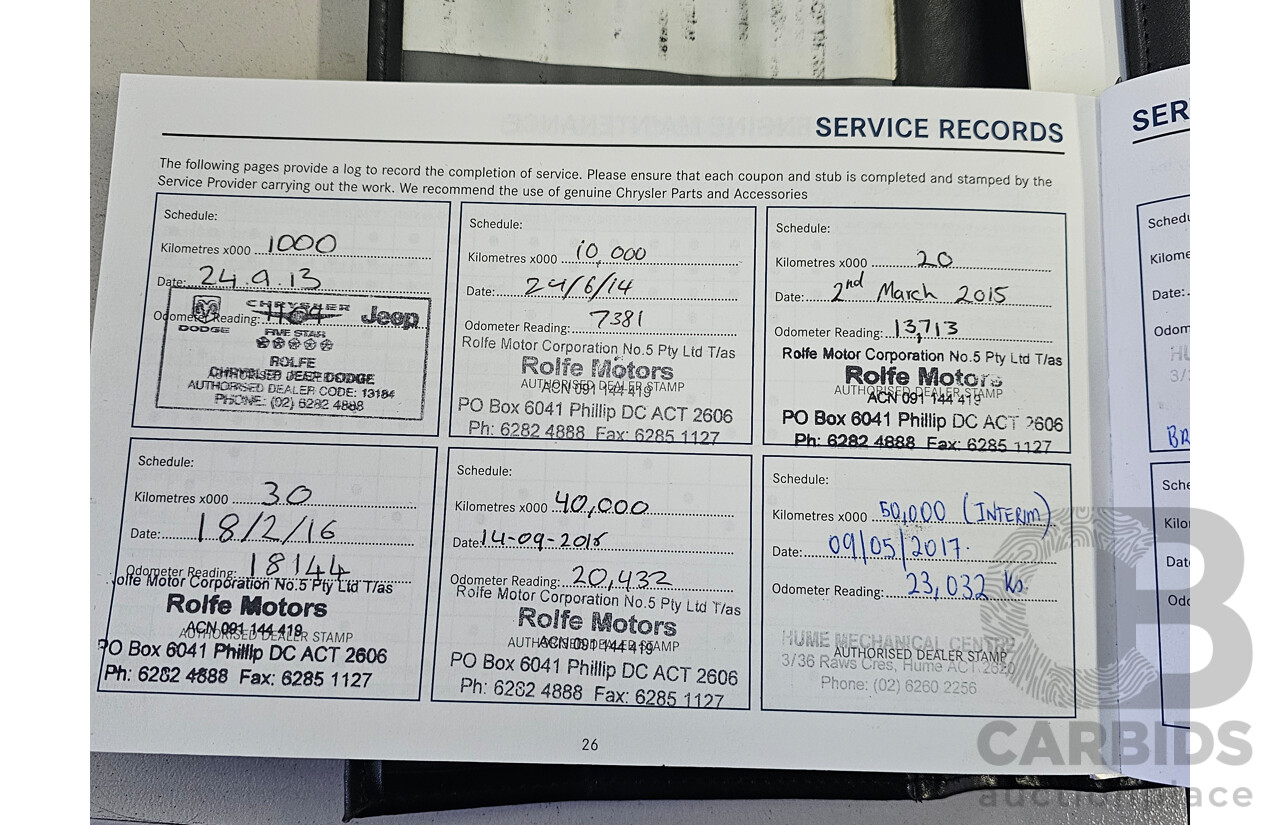 SERVICE RECORDS
The following pages provide a log to record the completion of service. Please ensure that each coupon and stub is completed and stamped by the
Service Provider carrying out the work. We recommend the use of genuine Chrysler Parts and Accessories
Schedule:
Kilometres x000 1000
Date: 24.9.13
Odometer Reading: 1164
DODGE CHRYSLER Jeep
FIVE STAR
ROLFE
CHRYSLER JEEP DODGE
AUTHORISED DEALER CODE: 13184
PHONE: (02) 6282 4888
Schedule:
Kilometres x000 10,000
Date: 24/6/14
Odometer Reading: 7381
Rolfe Motor Corporation No.5 Pty Ltd T/as
Rolfe Motors
AUTHORISED DEALER STAMP
ACN 091 144 419
PO Box 6041 Phillip DC ACT 2606
Ph: 6282 4888 Fax: 6285 1127
Schedule:
Kilometres x000 20
Date: 2nd March 2015
Odometer Reading: 13,713
Rolfe Motor Corporation No.5 Pty Ltd T/as
Rolfe Motors
AUTHORISED DEALER STAMP
ACN 091 144 419
PO Box 6041 Phillip DC ACT 2606
Ph: 6282 4888 Fax: 6285 1127
Schedule:
Kilometres x000 30
Date: 18/2/16
Odometer Reading: 18144
Rolfe Motor Corporation No.5 Pty Ltd T/as
Rolfe Motors
ACN 091 144 419
AUTHORISED DEALER STAMP
PO Box 6041 Phillip DC ACT 2606
Ph: 6282 4888 Fax: 6285 1127
Schedule:
Kilometres x000 40,000
Date: 14-09-2016
Odometer Reading: 20,432
Rolfe Motor Corporation No.5 Pty Ltd T/as
Rolfe Motors
AUTHORISED DEALER STAMP
ACN 091 144 419
PO Box 6041 Phillip DC ACT 2606
Ph: 6282 4888 Fax: 6285 1127
Schedule:
Kilometres x000 50,000 (INTERIM)
Date: 09/05/2017.
Odometer Reading: 23,032 Ks
HUME MECHANICAL CENTRE
AUTHORISED DEALER STAMP
3/36 Raws Cres, Hume ACT 2620
Phone: (02) 6260 2256
26
SER
Schedu
Kilome
Date:
Odom
HU
3/
BR
Sche
Kilo
Dat
Odo
CB
CARBIDS
auctionplace